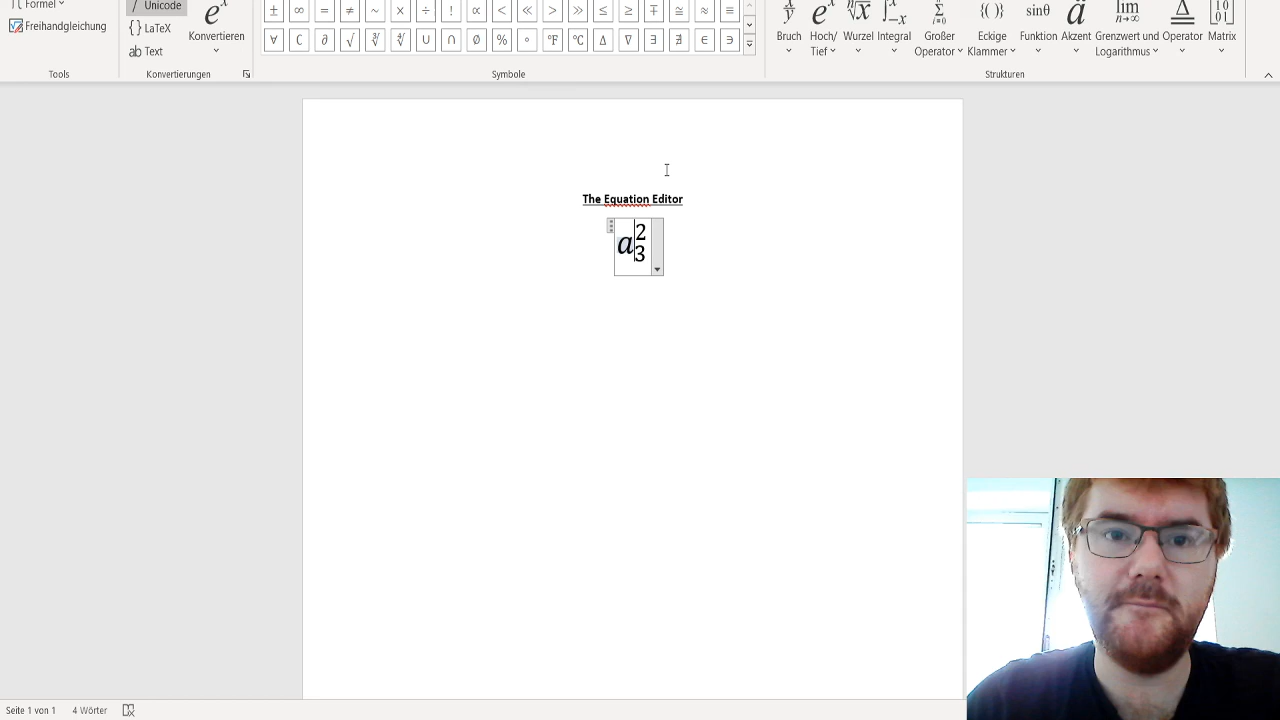 Formel
Unicode
Freihandgleichung
{ } LaTeX
ab Text
Konvertieren
Tools
Konvertierungen
± ∞ = ≠ ~ × ÷ ! ∝ < ≪ > ≫ ≤ ≥ ∓ ≅ ≈ ≡
∀ ∁ ∂ √ ∛ ∜ ∪ ∩ ∅ % ° °F °C ∆ ∇ ∃ ∄ ∈ ∋
Symbole
Bruch
Hoch/
Tief
Wurzel
Integral
Großer
Operator
Eckige
Klammer
Funktion
Akzent
Grenzwert und
Logarithmus
Operator
Matrix
Strukturen
The Equation Editor
a 2
3
Seite 1 von 1
4 Wörter